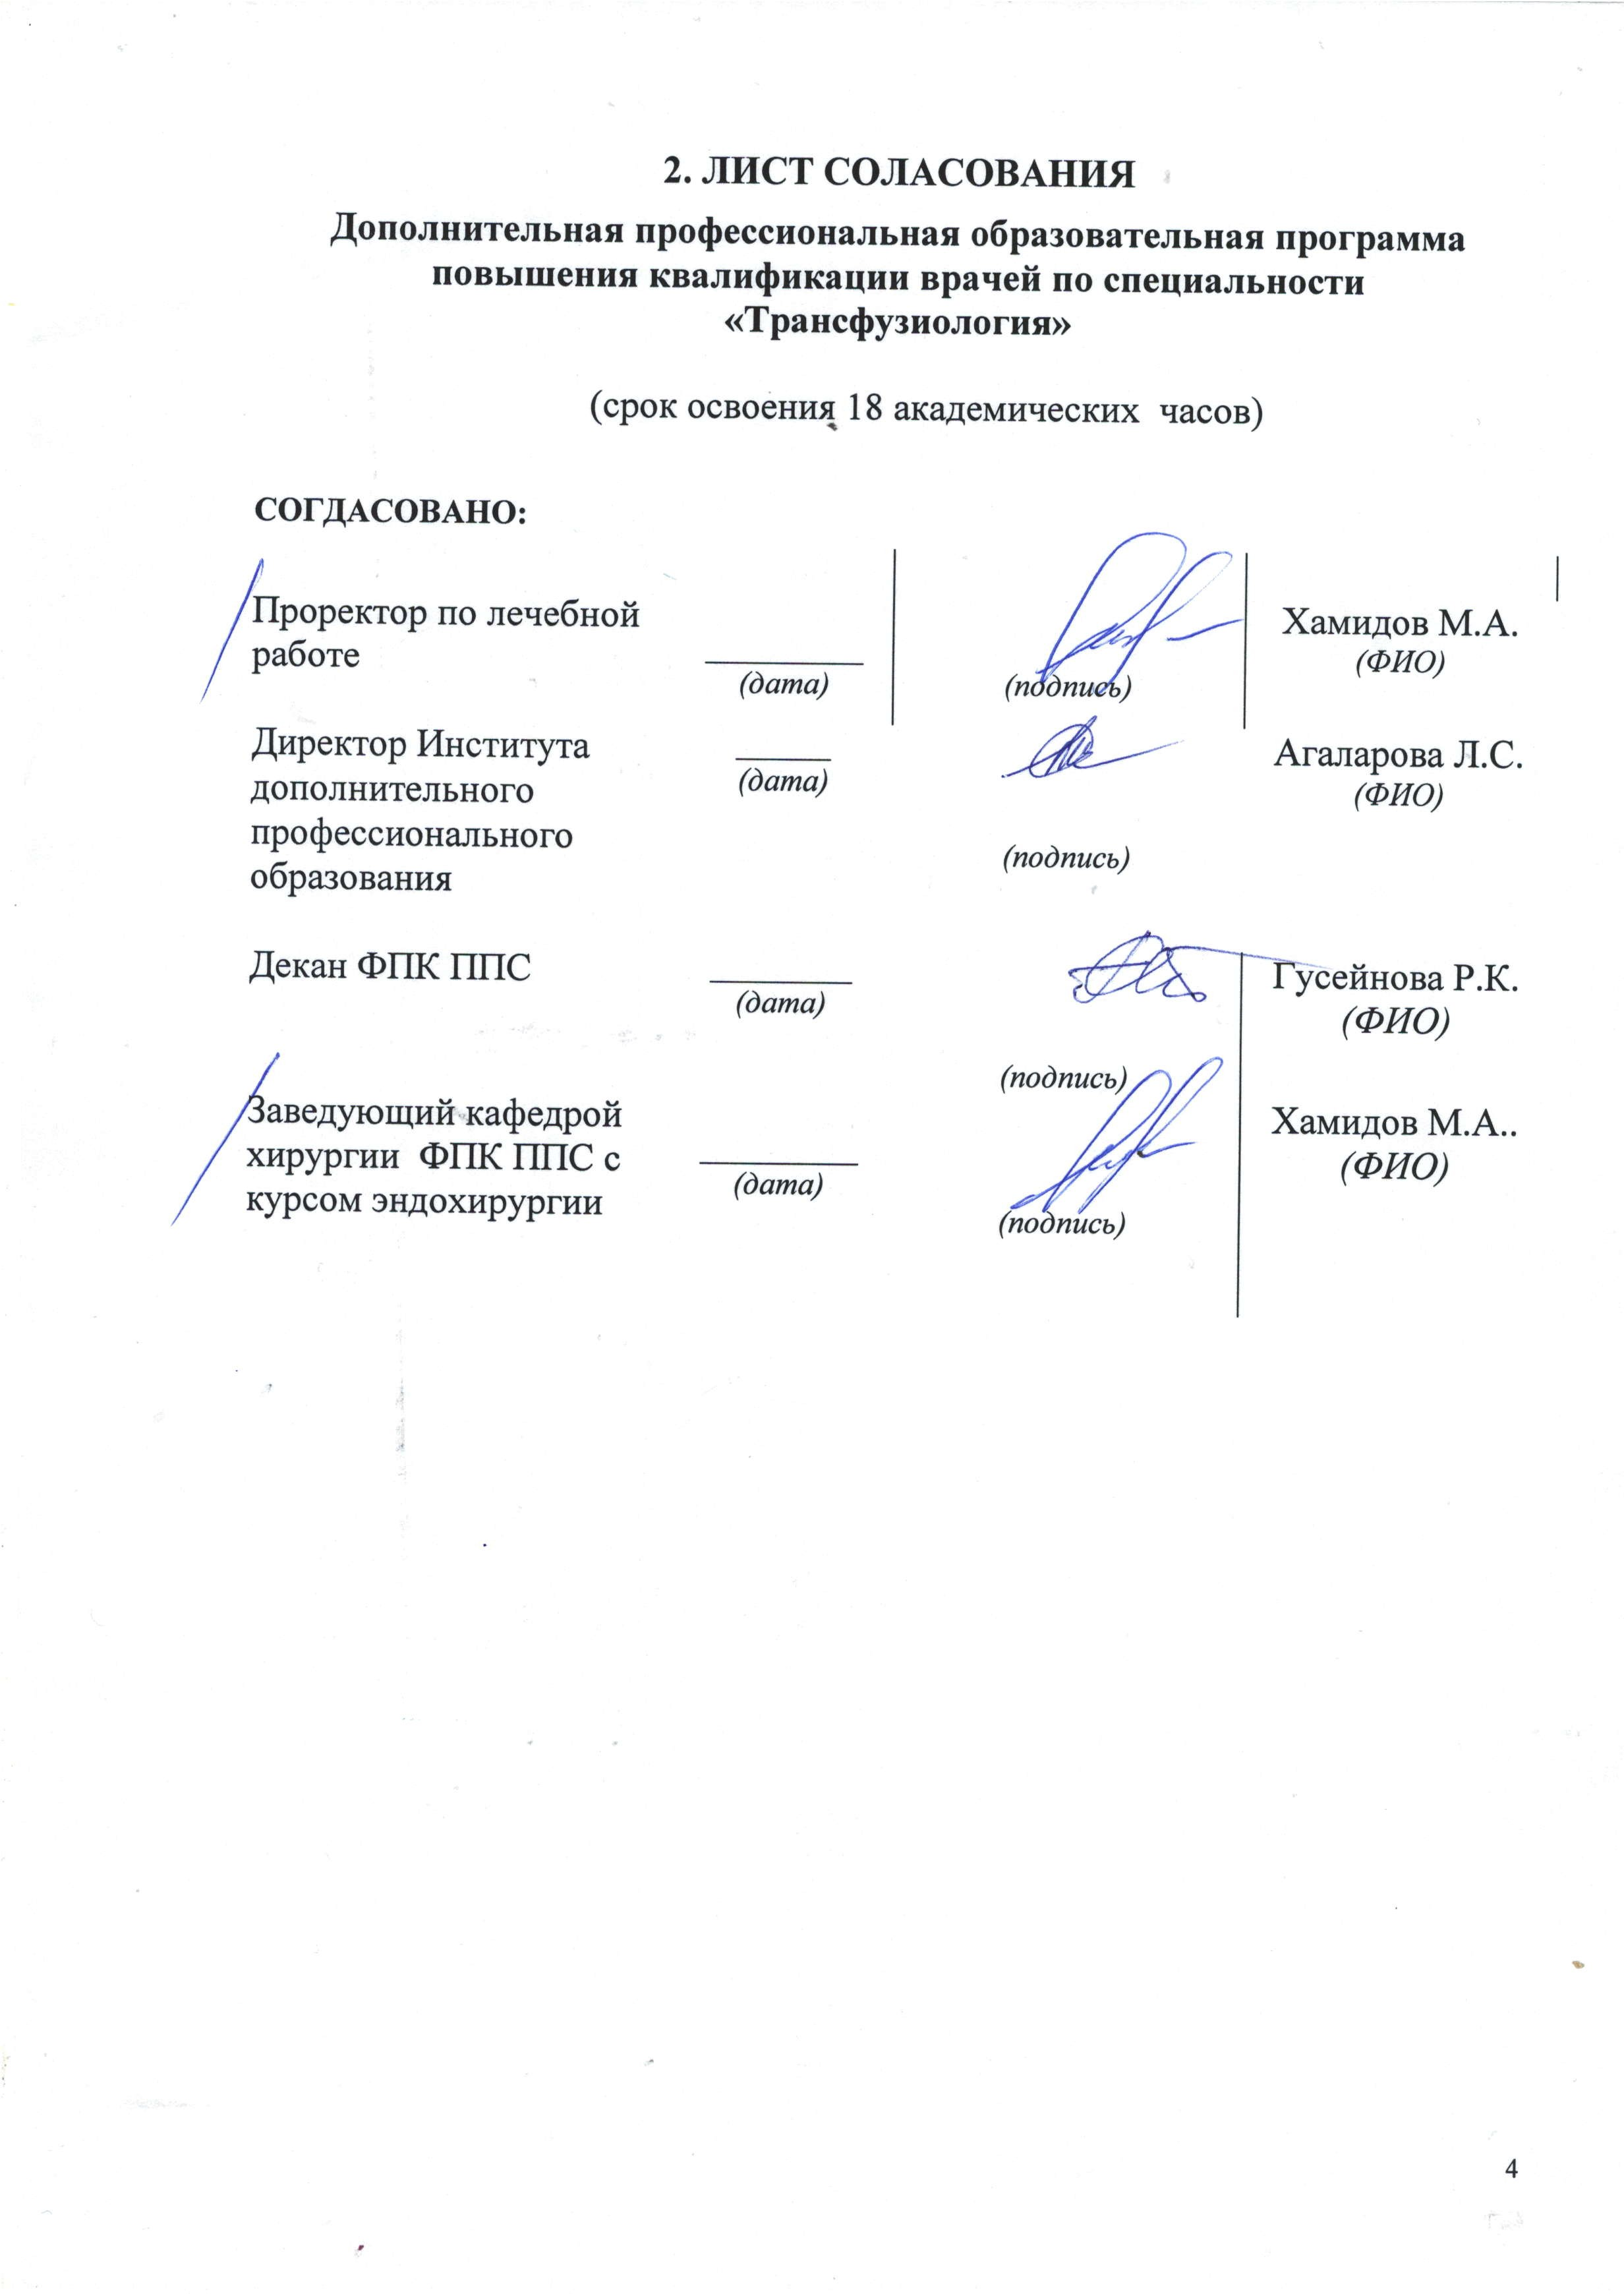 2. ЛИСТ СОЛАСОВАНИЯ
Дополнительная профессиональная образовательная программа
повышения квалификации врачей по специальности
«Трансфузиология»
(срок освоения 18 академических часов)
СОГДАСОВАНО:
Проректор по лечебной
работе
(дата)
(подпись)
Хамидов М.А.
(ФИО)
Директор Института
дополнительного
профессионального
образования
(дата)
(подпись)
Агаларова Л.С.
(ФИО)
Декан ФПК ППС
(дата)
(подпись)
Гусейнова Р.К.
(ФИО)
Заведующий кафедрой
хирургии ФПК ППС с
курсом эндохирургии
(дата)
(подпись)
Хамидов М.А..
(ФИО)
4